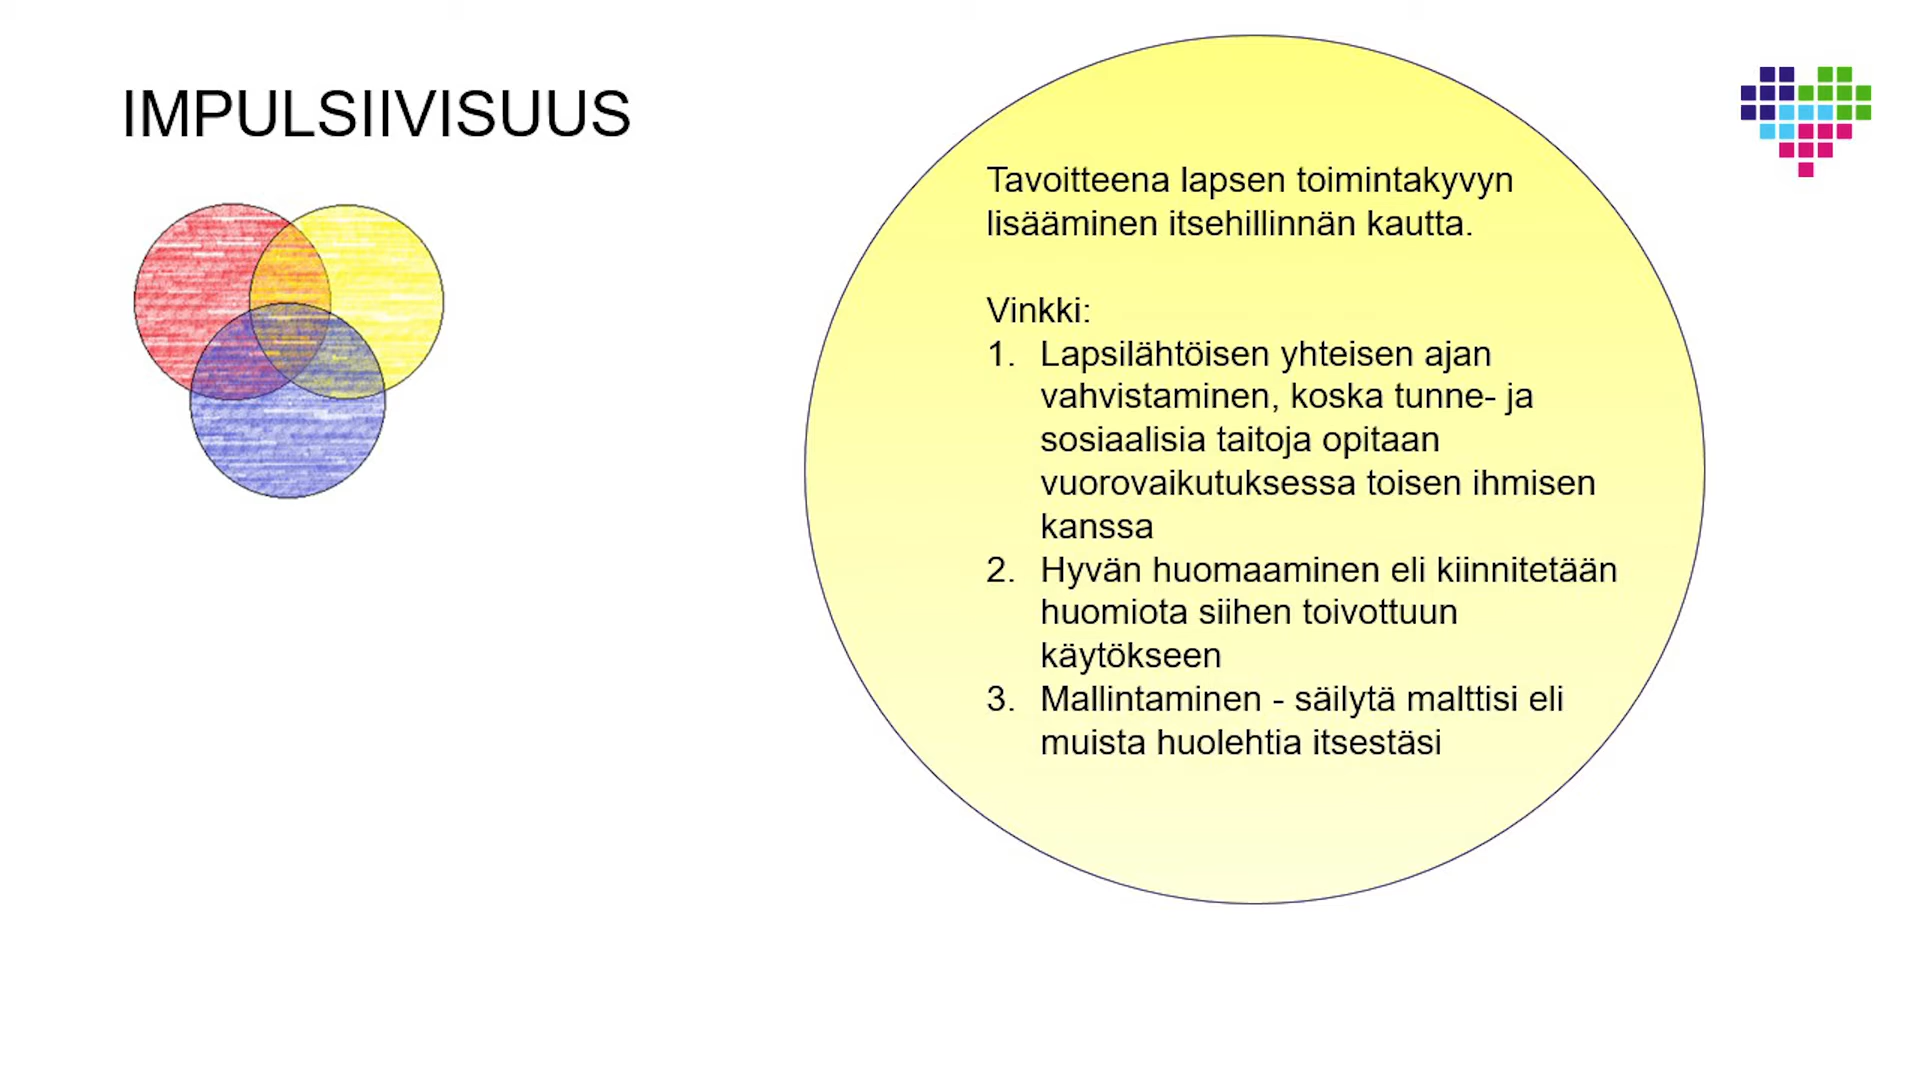 IMPULSIIVISUUS
Tavoitteena lapsen toimintakyvyn
lisääminen itsehillinnän kautta.
Vinkki:
1. Lapsilähtöisen yhteisen ajan
vahvistaminen, koska tunne- ja
sosiaalisia taitoja opitaan
vuorovaikutuksessa toisen ihmisen
kanssa
2. Hyvän huomaaminen eli kiinnitetään
huomiota siihen toivottuun
käytökseen
3. Mallintaminen - säilytä malttisi eli
muista huolehtia itsestäsi